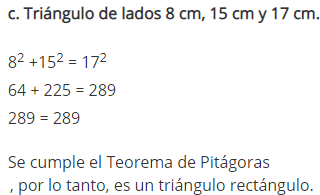 c. Triángulo de lados 8 cm, 15 cm y 17 cm.
8² +15² = 17²
64 + 225 = 289
289 = 289
Se cumple el Teorema de Pitágoras
, por lo tanto, es un triángulo rectángulo.